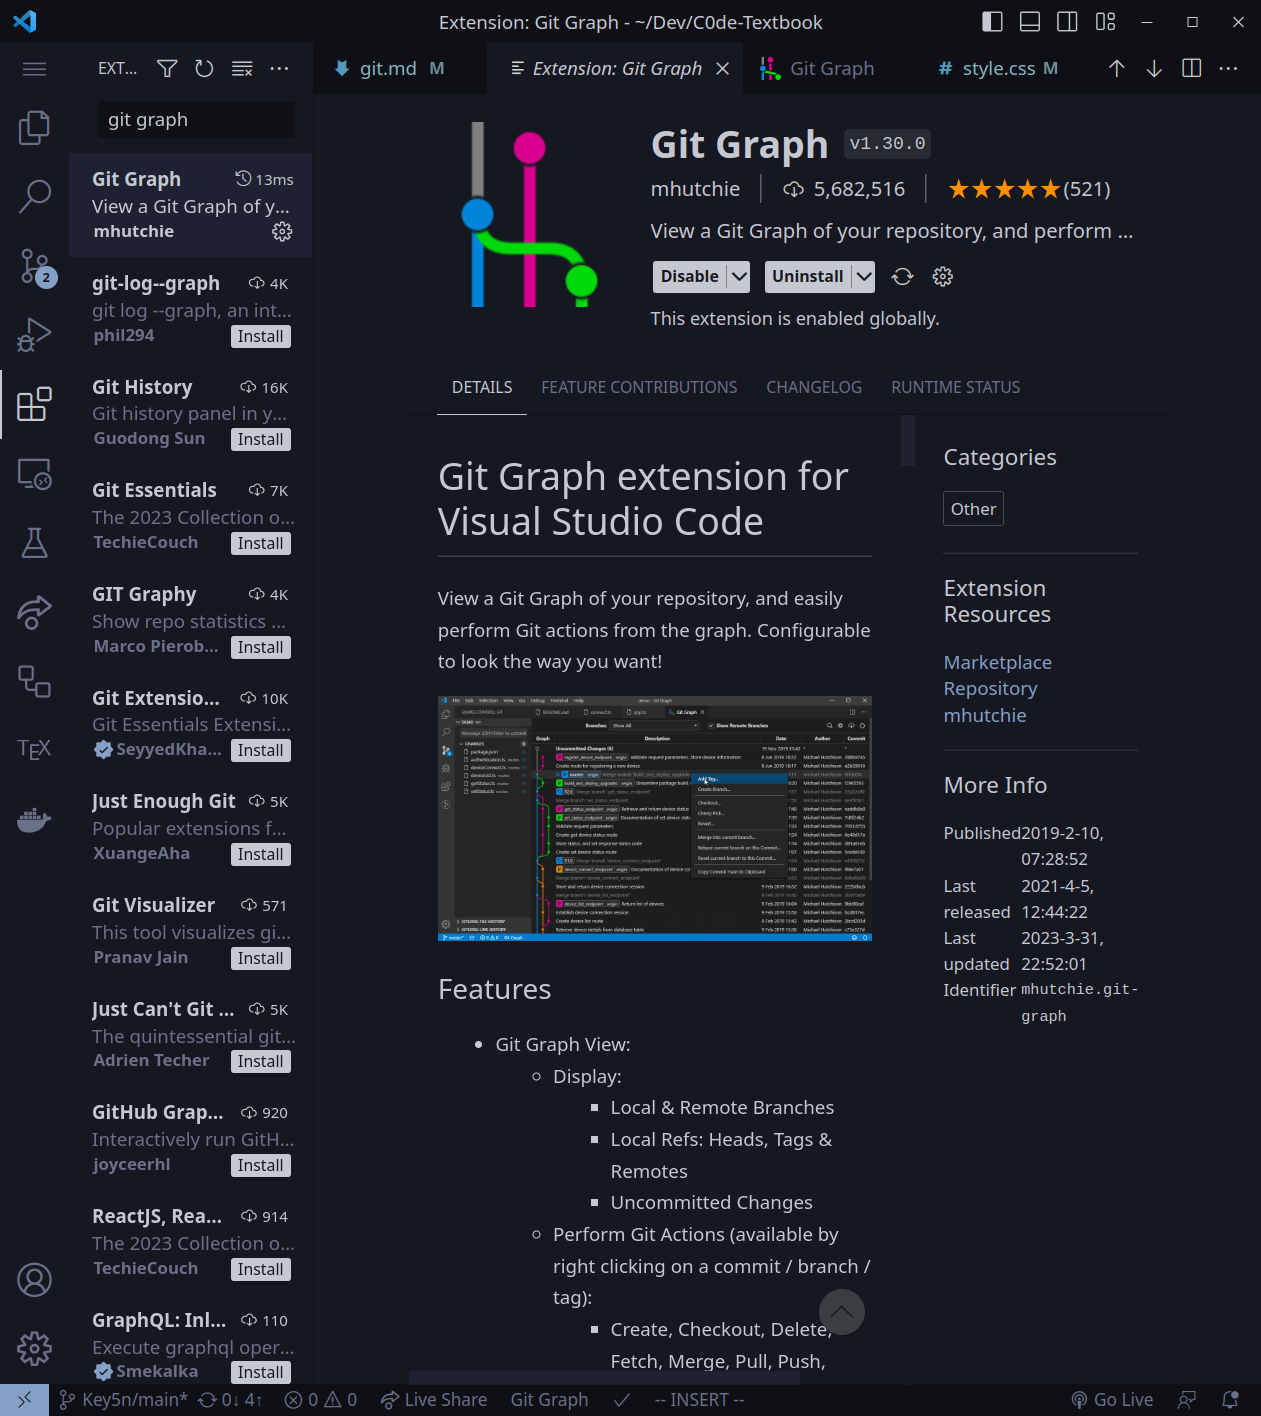 Extension: Git Graph - ~/Dev/C0de-Textbook
EXT...
git.md M
Extension: Git Graph
Git Graph
# style.css M
git graph
Git Graph 13ms
View a Git Graph of y...
mhutchie
2
git-log--graph 4K
git log --graph, an int...
phil294 Install
Git History 16K
Git history panel in y...
Guodong Sun Install
Git Essentials 7K
The 2023 Collection o...
TechieCouch Install
GIT Graphy 4K
Show repo statistics ...
Marco Pierob... Install
Git Extensio... 10K
Git Essentials Extensi...
SeyyedKha... Install
TEX
Just Enough Git 5K
Popular extensions f...
XuangeAha Install
Git Visualizer 571
This tool visualizes gi...
Pranav Jain Install
Just Can't Git ... 5K
The quintessential git...
Adrien Techer Install
GitHub Grap... 920
Interactively run GitH...
joyceerhl Install
ReactJS, Rea... 914
The 2023 Collection o...
TechieCouch Install
GraphQL: Inl... 110
Execute graphql oper...
Smekalka Install
Git Graph v1.30.0
mhutchie 5,682,516 ★★★★★(521)
View a Git Graph of your repository, and perform ...
Disable Uninstall
This extension is enabled globally.
DETAILS FEATURE CONTRIBUTIONS CHANGELOG RUNTIME STATUS
Git Graph extension for
Visual Studio Code
View a Git Graph of your repository, and easily
perform Git actions from the graph. Configurable
to look the way you want!
Features
• Git Graph View:
◦ Display:
▪ Local & Remote Branches
▪ Local Refs: Heads, Tags &
Remotes
▪ Uncommitted Changes
◦ Perform Git Actions (available by
right clicking on a commit / branch /
tag):
▪ Create, Checkout, Delete,
Fetch, Merge, Pull, Push,
Categories
Other
Extension
Resources
Marketplace
Repository
mhutchie
More Info
Published 2019-2-10,
07:28:52
Last 2021-4-5,
released 12:44:22
Last 2023-3-31,
updated 22:52:01
Identifier mhutchie.git-
graph
Key5n/main* 0↓ 4↑ 0 0 Live Share Git Graph -- INSERT -- Go Live